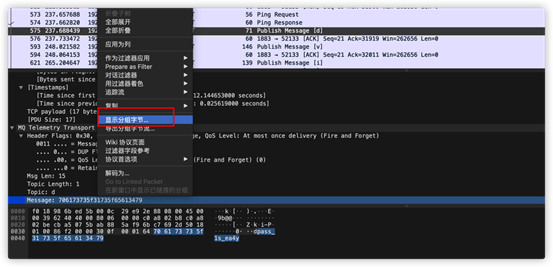 573 237.657688 192 56 Ping Request
574 237.662820 192 60 Ping Response
575 237.688439 192 71 Publish Message [d]
576 237.733472 192 60 1883 → 52133 [ACK] Seq=21 Ack=31919 Win=262656 Len=0
593 248.021582 192 146 Publish Message [v]
594 248.064153 192 60 1883 → 52133 [ACK] Seq=21 Ack=32011 Win=262656 Len=0
621 265.204647 192 139 Publish Message [i]
折叠子树
全部展开
全部折叠
应用为列
作为过滤器应用
Prepare as Filter
对话过滤器
用过滤器着色
追踪流
复制
显示分组字节...
导出分组字节流...
Wiki 协议页面
过滤器字段参考
协议首选项
解码为...
Go to Linked Packet
在新窗口中显示已链接的分组
[Bytes sent since
[Timestamps]
[Time since first 12.144653000 seconds]
[Time since previous : 0.025619000 seconds]
TCP payload (17 byte
[PDU Size: 17]
MQ Telemetry Transport
Header Flags: 0x30, QoS Level: At most once delivery (Fire and Forget)
0011 .... = Messag
.... 0... = DUP Fl
.... .00. = QoS Le (Fire and Forget) (0)
.... ...0 = Retain
Msg Len: 15
Topic Length: 1
Topic: d
Message: 706173735f31735f65613479
0000 f0 18 98 6b ed 5b 00 0c 29 e9 2e 88 08 00 45 00
0010 00 39 62 40 40 00 80 06 00 00 c0 a8 02 b8 c0 a8
0020 02 be cb a5 07 5b ab 88 5a f9 6b c7 69 2d 50 18
0030 01 00 86 f2 00 00 30 0f 00 01 64 70 61 73 73 5f
0040 31 73 5f 65 61 34 79
dpass_
1s_ea4y